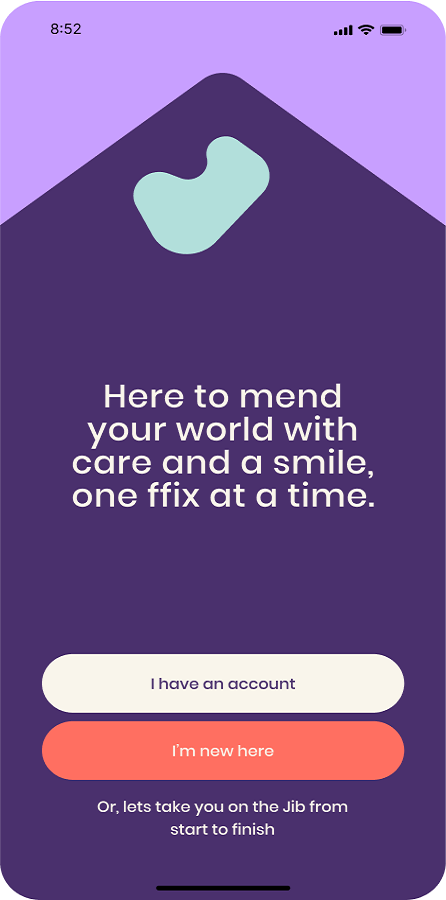 8:52
Here to mend
your world with
care and a smile,
one ffix at a time.
I have an account
I'm new here
Or, lets take you on the Jib from
start to finish